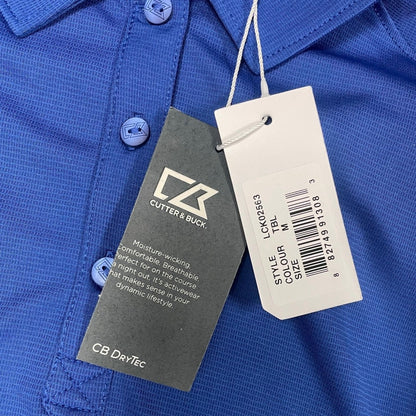 CB
CUTTER & BUCK.
Moisture-wicking.
Comfortable. Breathable.
Perfect for on the course
a night out. It's activewear
that makes sense in your
dynamic lifestyle.
CB DRYTEC
STYLE LCK02563
COLOUR TBL
SIZE M
8 82749 91308 3